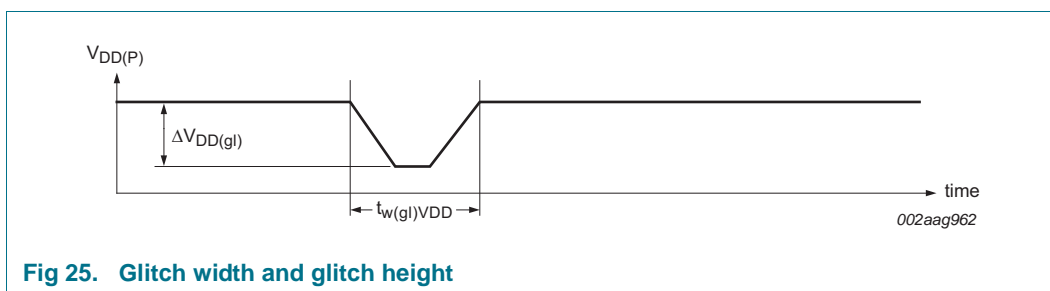 VDD(P)
ΔVDD(gl)
time
tw(gl)VDD
002aag962
Fig 25. Glitch width and glitch height